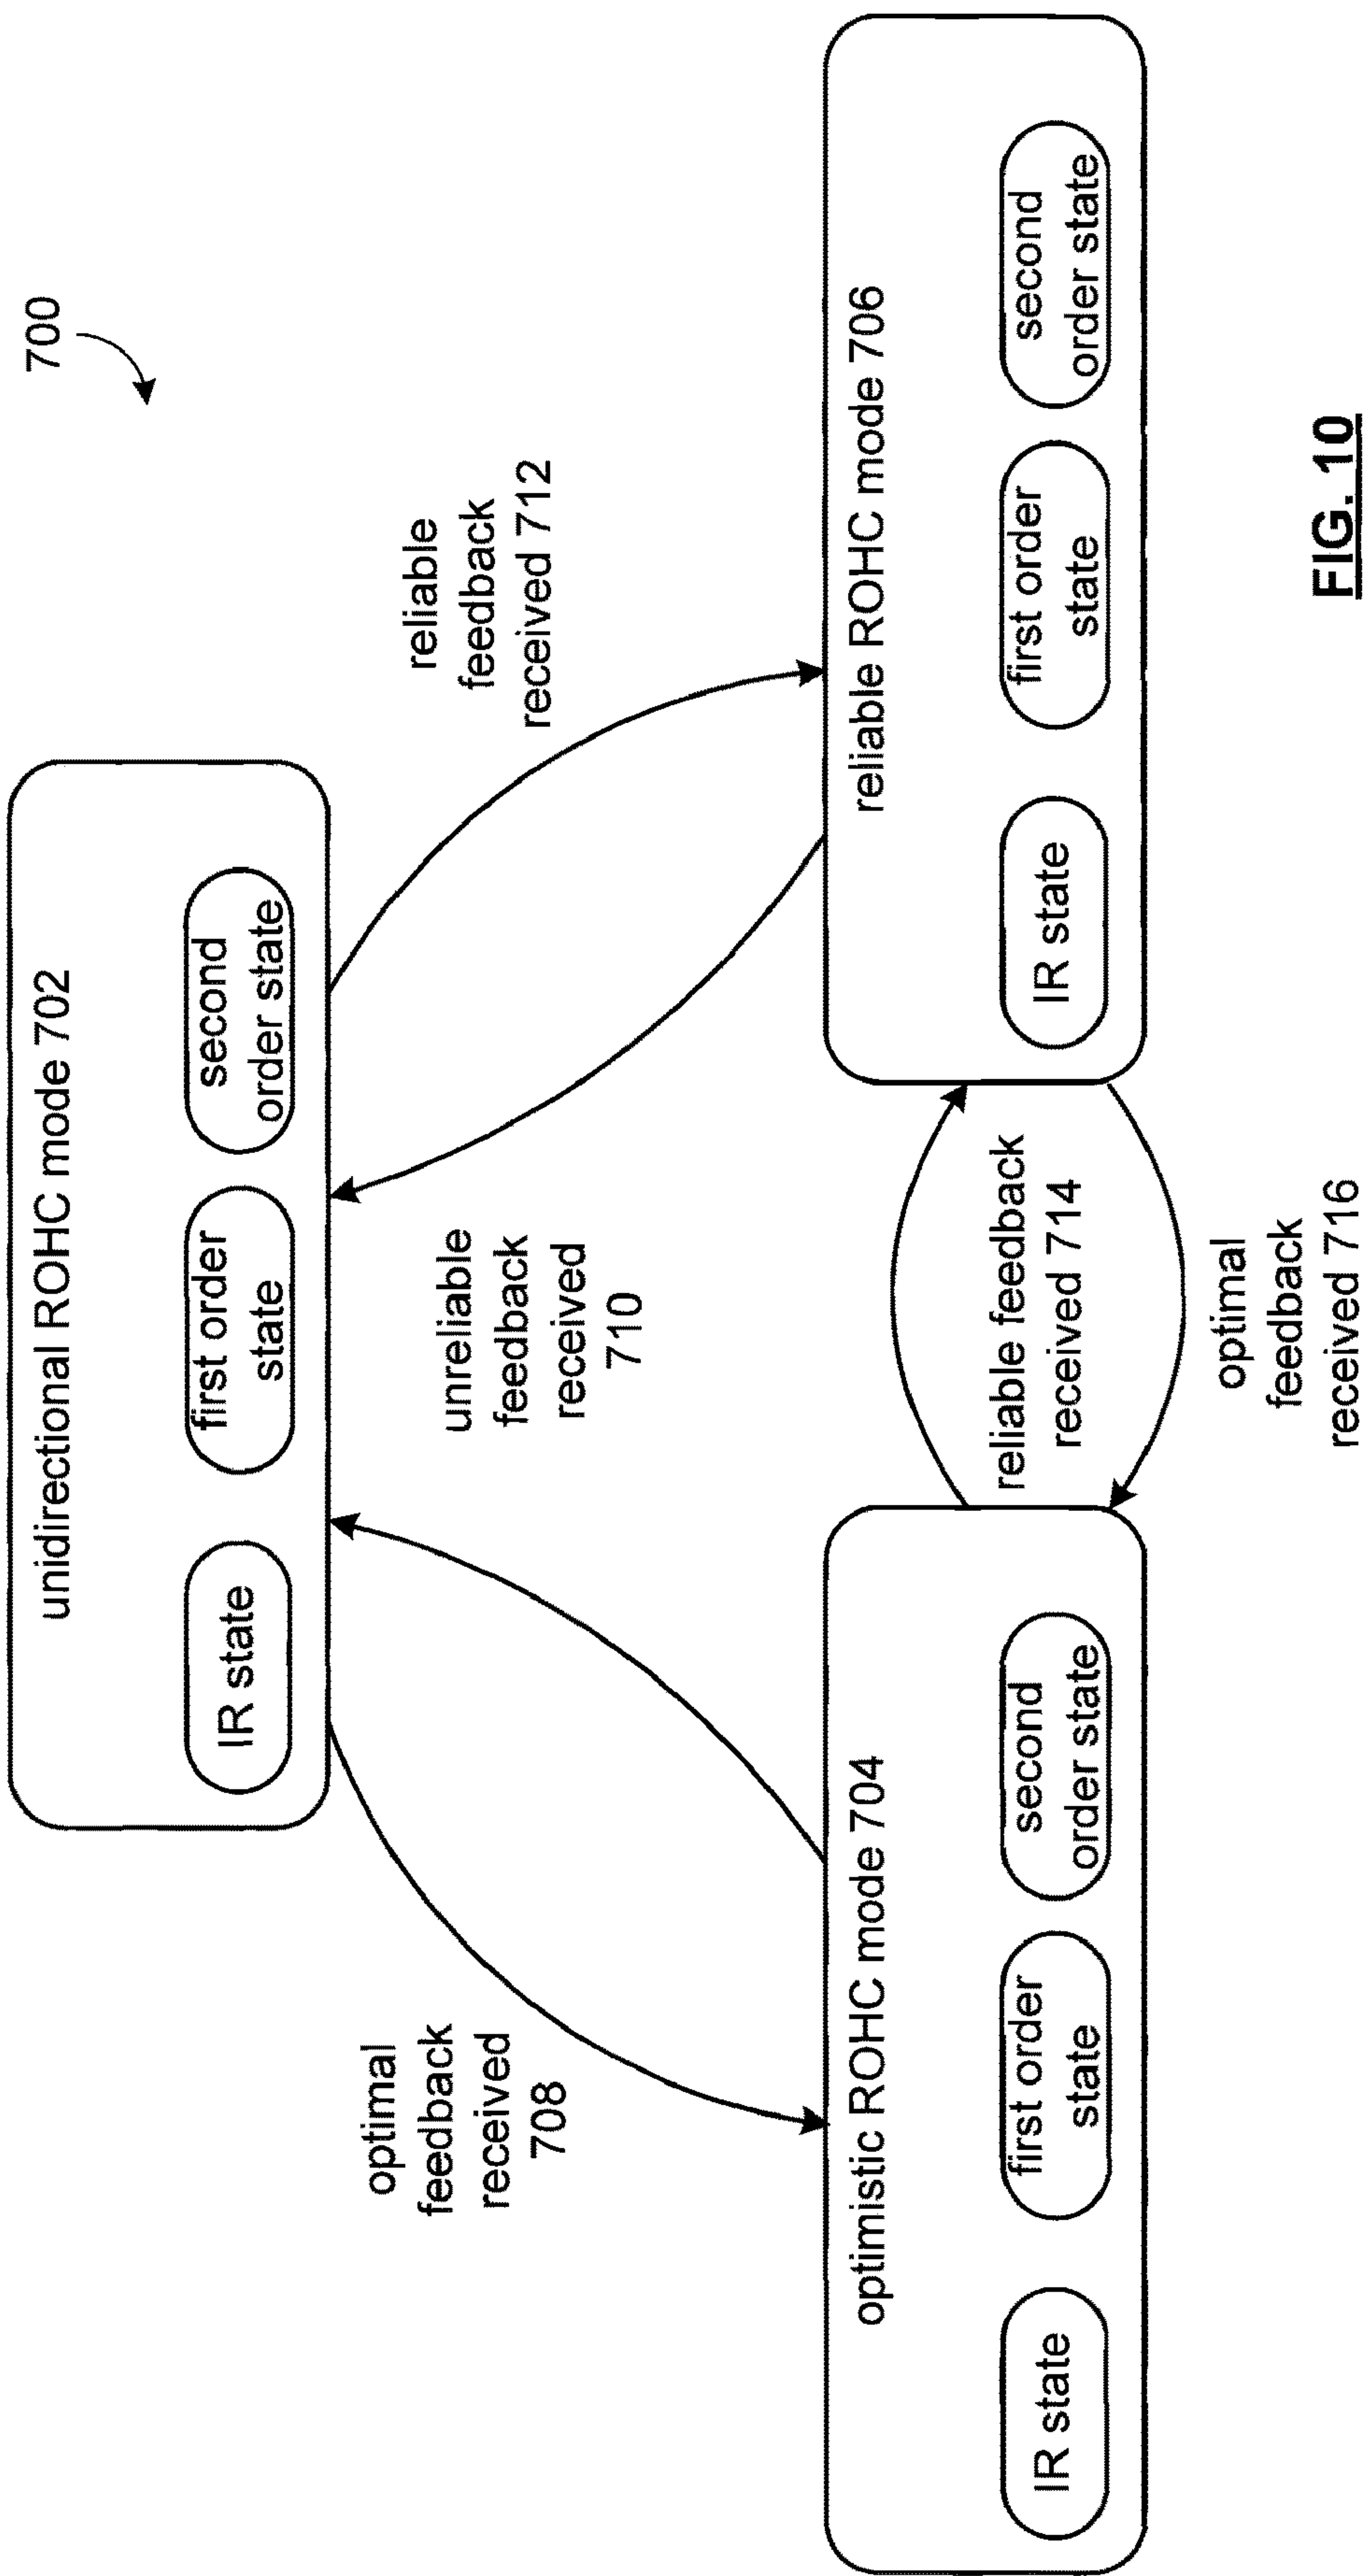 700
unidirectional ROHC mode 702
IR state
first order
state
second
order state
optimal
feedback
received
708
unreliable
feedback
received
710
reliable
feedback
received 712
optimistic ROHC mode 704
IR state
first order
state
second
order state
reliable feedback
received 714
optimal
feedback
received 716
reliable ROHC mode 706
IR state
first order
state
second
order state
FIG. 10